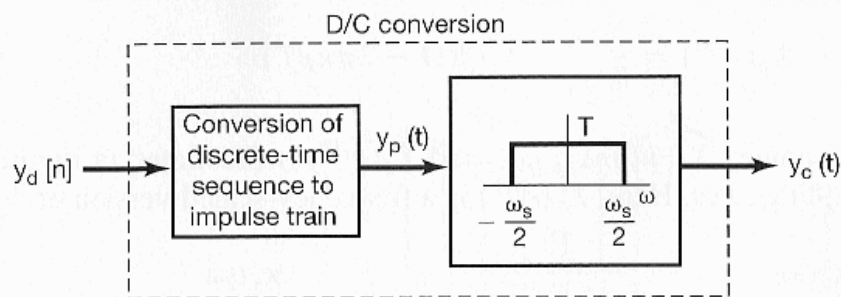 D/C conversion
y_d [n]
Conversion of
discrete-time
sequence to
impulse train
y_p (t)
T
ω
- ω_s/2
ω_s/2
y_c (t)